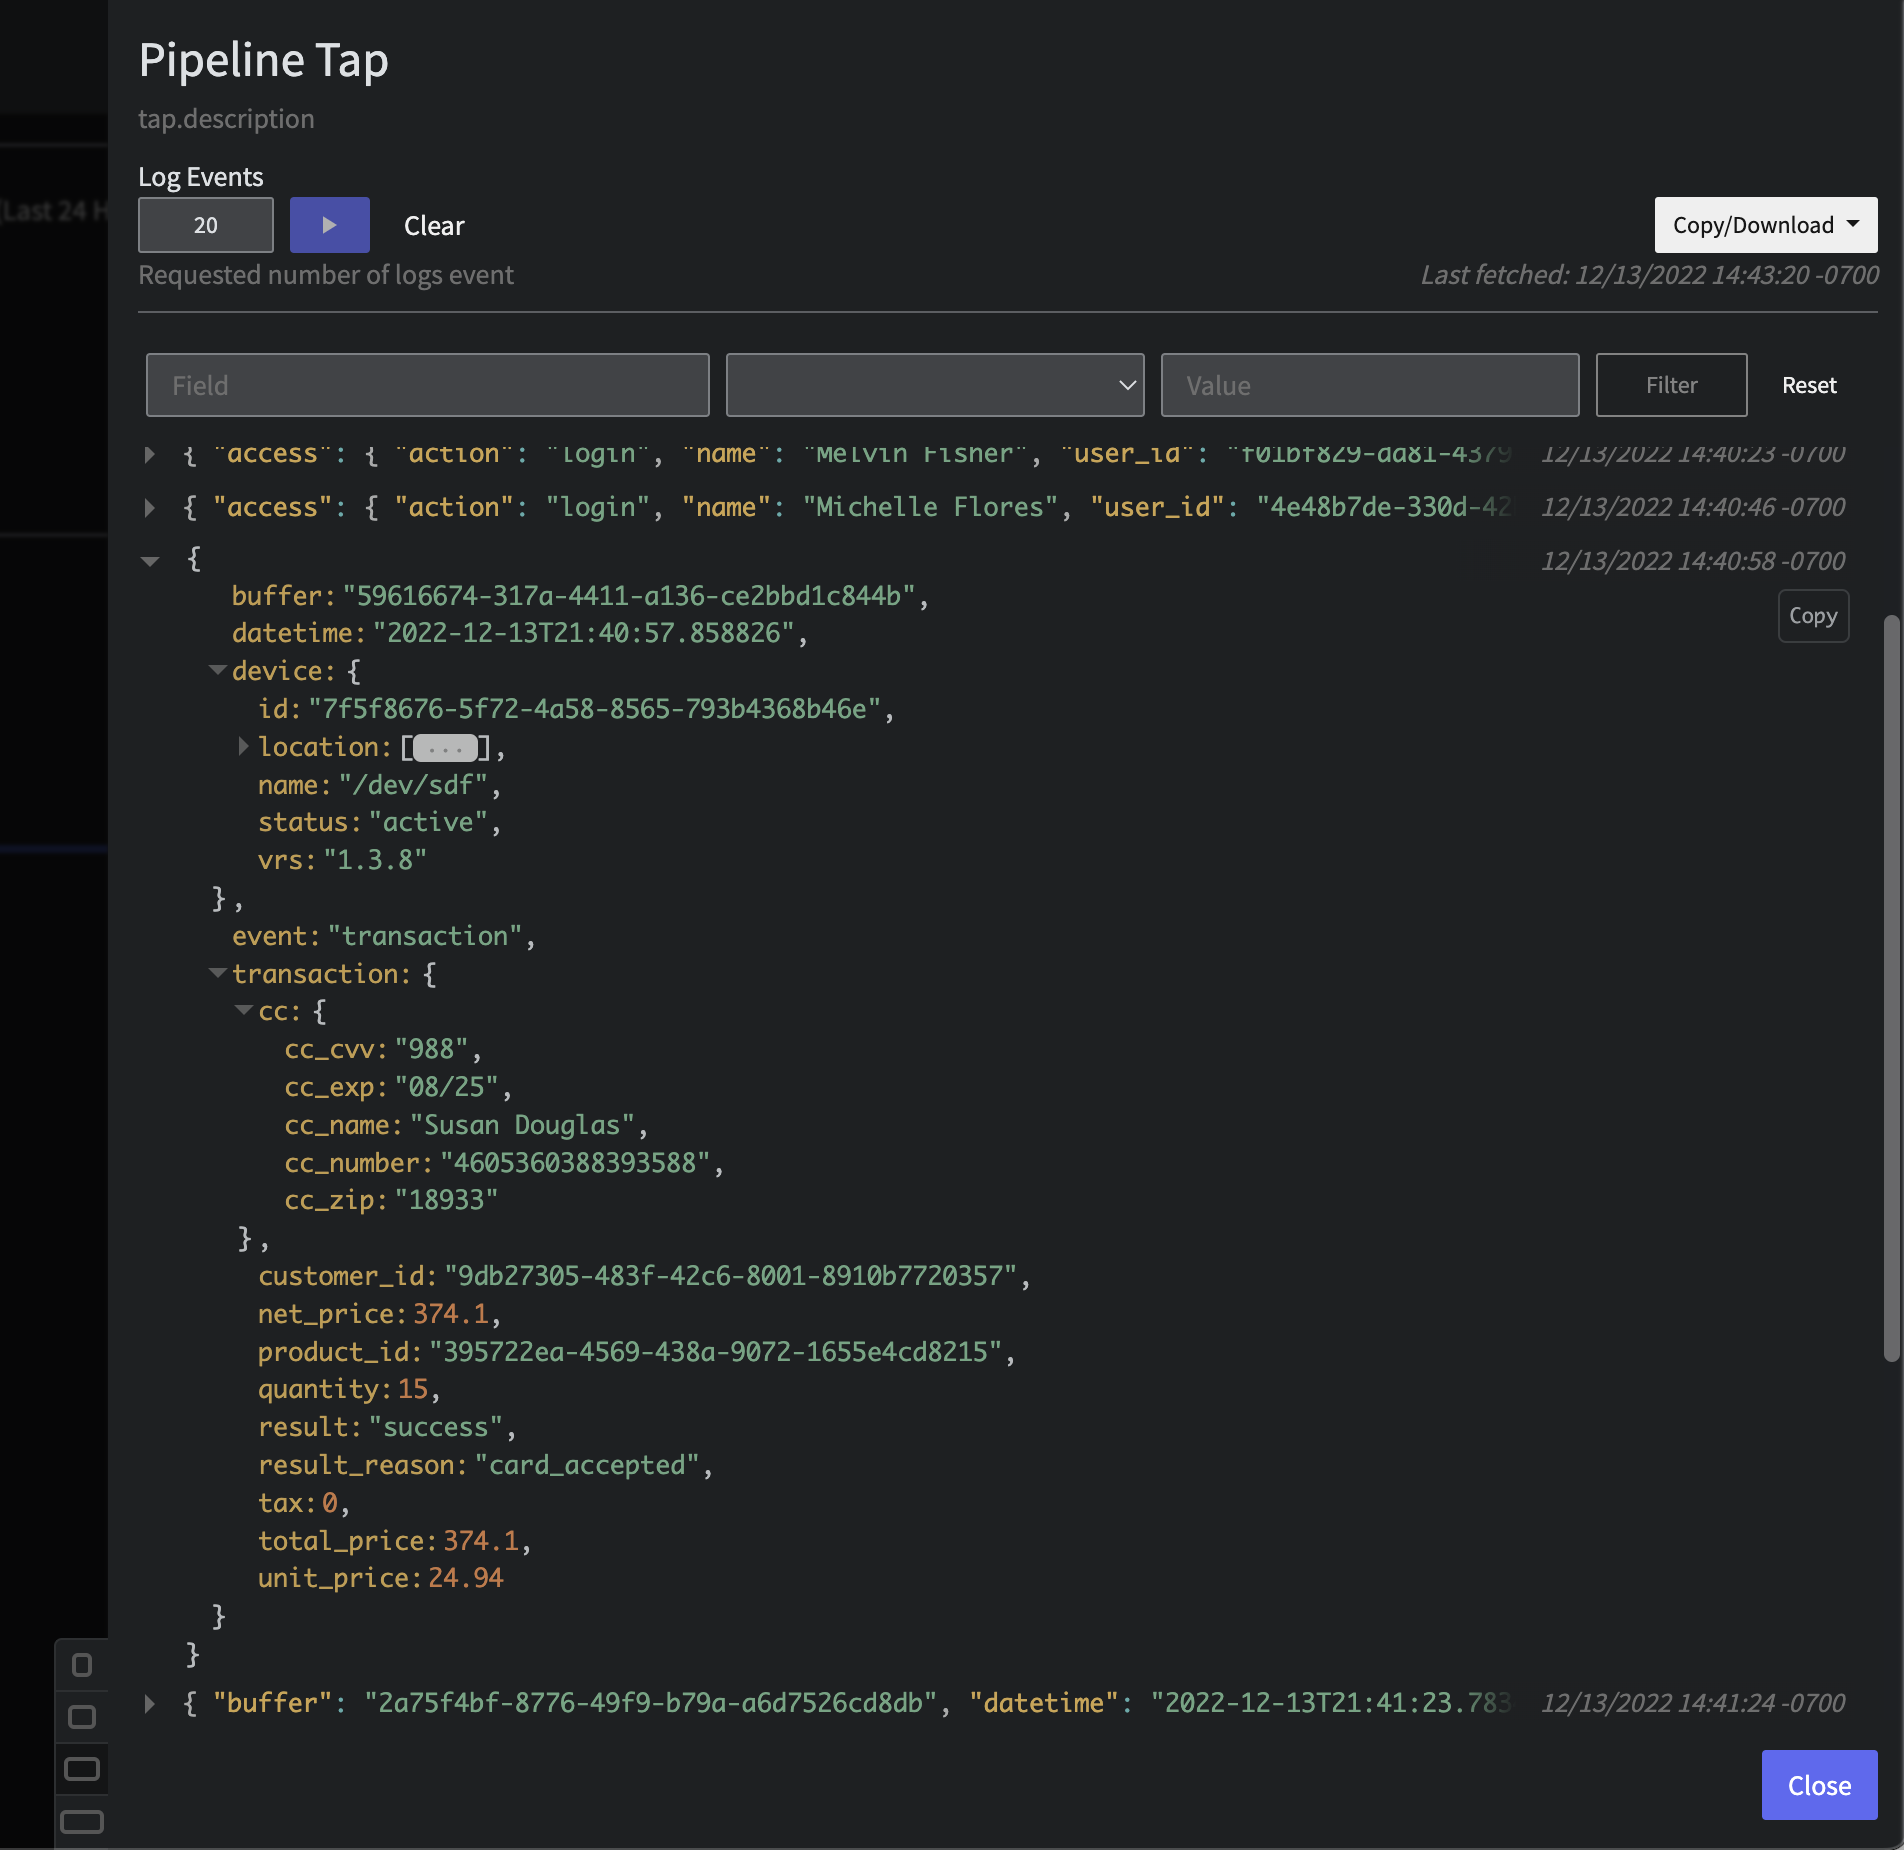 Pipeline Tap
tap.description
Log Events
20 Clear Copy/Download
Requested number of logs event Last fetched: 12/13/2022 14:43:20 -0700
(Last 24 H
Field Value Filter Reset
{ "access": { "action": "login", "name": "Melvin Fisher", "user_id": "f01bf829-da81-4379 12/13/2022 14:40:23 -0700
{ "access": { "action": "login", "name": "Michelle Flores", "user_id": "4e48b7de-330d-42 12/13/2022 14:40:46 -0700
{ 12/13/2022 14:40:58 -0700
buffer: "59616674-317a-4411-a136-ce2bbd1c844b", Copy
datetime: "2022-12-13T21:40:57.858826",
device: {
id: "7f5f8676-5f72-4a58-8565-793b4368b46e",
location: [...],
name: "/dev/sdf",
status: "active",
vrs: "1.3.8"
},
event: "transaction",
transaction: {
cc: {
cc_cvv: "988",
cc_exp: "08/25",
cc_name: "Susan Douglas",
cc_number: "4605360388393588",
cc_zip: "18933"
},
customer_id: "9db27305-483f-42c6-8001-8910b7720357",
net_price: 374.1,
product_id: "395722ea-4569-438a-9072-1655e4cd8215",
quantity: 15,
result: "success",
result_reason: "card_accepted",
tax: 0,
total_price: 374.1,
unit_price: 24.94
}
}
{ "buffer": "2a75f4bf-8776-49f9-b79a-a6d7526cd8db", "datetime": "2022-12-13T21:41:23.783 12/13/2022 14:41:24 -0700
Close